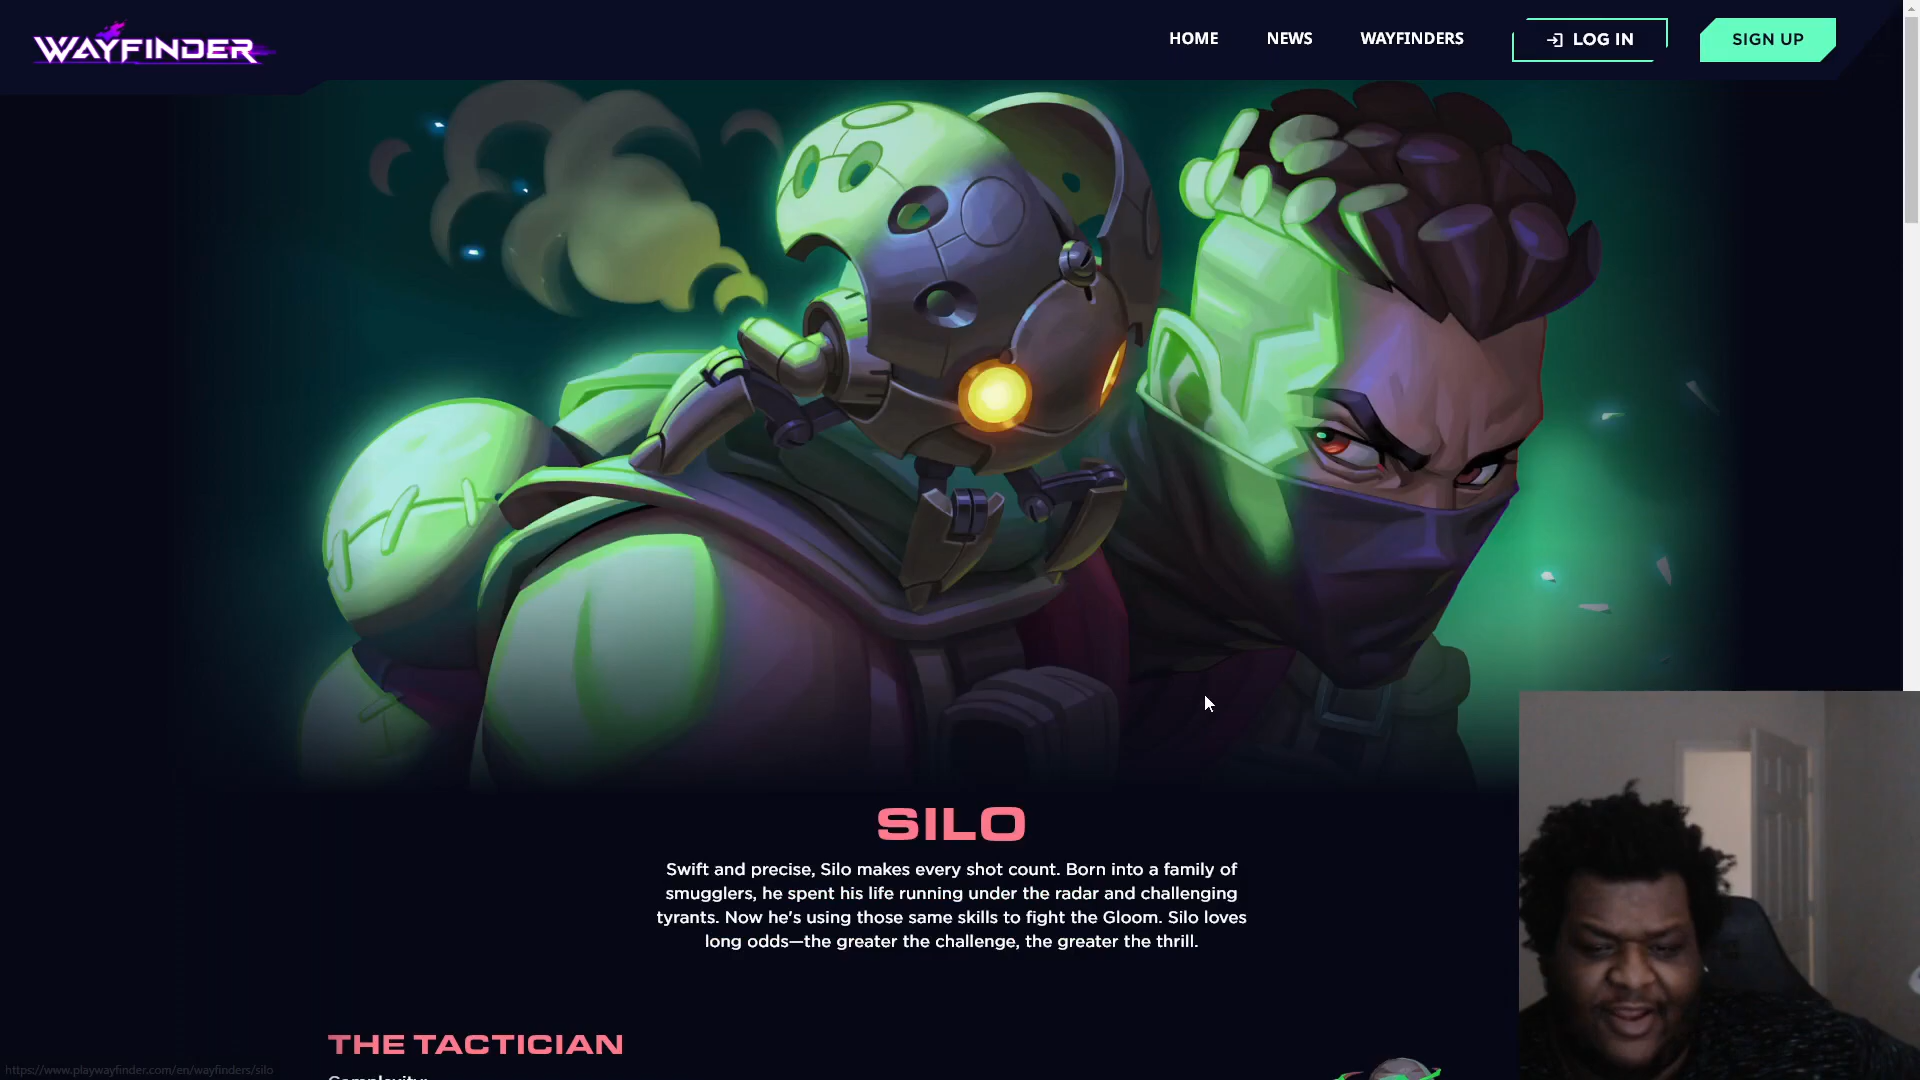 WAYFINDER
HOME NEWS WAYFINDERS LOG IN SIGN UP
SILO
Swift and precise, Silo makes every shot count. Born into a family of
smugglers, he spent his life running under the radar and challenging
tyrants. Now he's using those same skills to fight the Gloom. Silo loves
long odds—the greater the challenge, the greater the thrill.
THE TACTICIAN
Complexity:
https://www.playwayfinder.com/en/wayfinders/silo